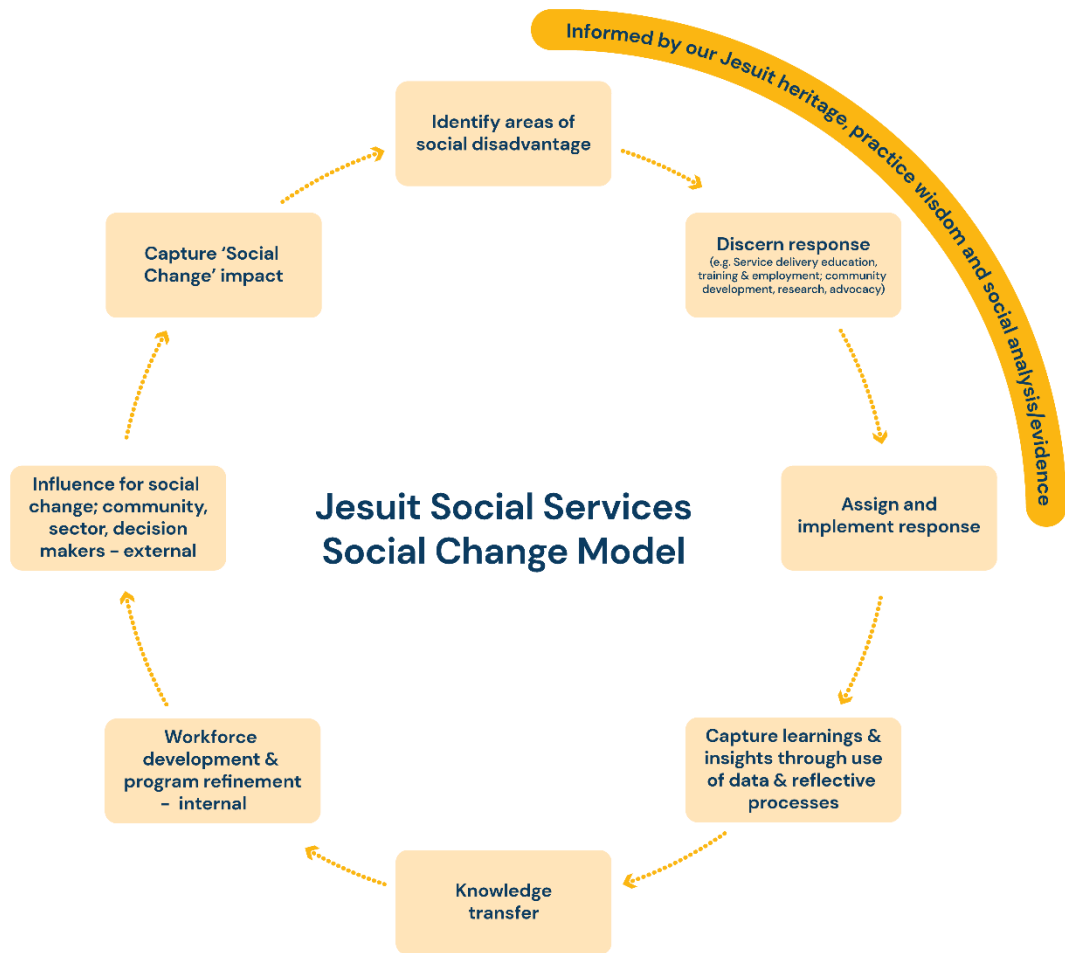 Informed by our Jesuit heritage, practice wisdom and social analysis/evidence
Identify areas of
social disadvantage
Discern response
(e.g. Service delivery education,
training & employment; community
development, research, advocacy)
Assign and
implement response
Capture learnings &
insights through use
of data & reflective
processes
Knowledge
transfer
Workforce
development &
program refinement
- internal
Influence for social
change; community,
sector, decision
makers - external
Capture ‘Social
Change’ impact
Jesuit Social Services
Social Change Model